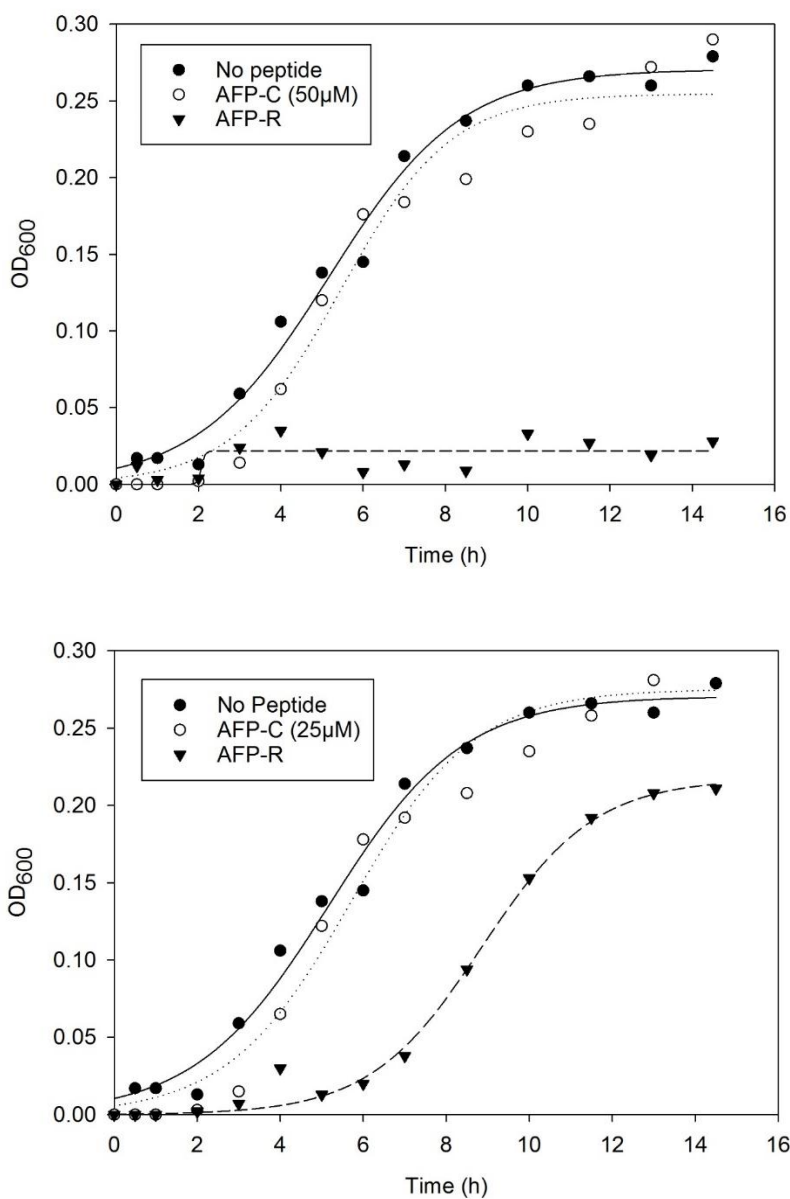 0.30
No peptide
AFP-C (50µM)
AFP-R
0.25
0.20
0.15
0.10
0.05
0.00
OD600
0 2 4 6 8 10 12 14 16
Time (h)
0.30
No Peptide
AFP-C (25µM)
AFP-R
0.25
0.20
0.15
0.10
0.05
0.00
OD600
0 2 4 6 8 10 12 14 16
Time (h)